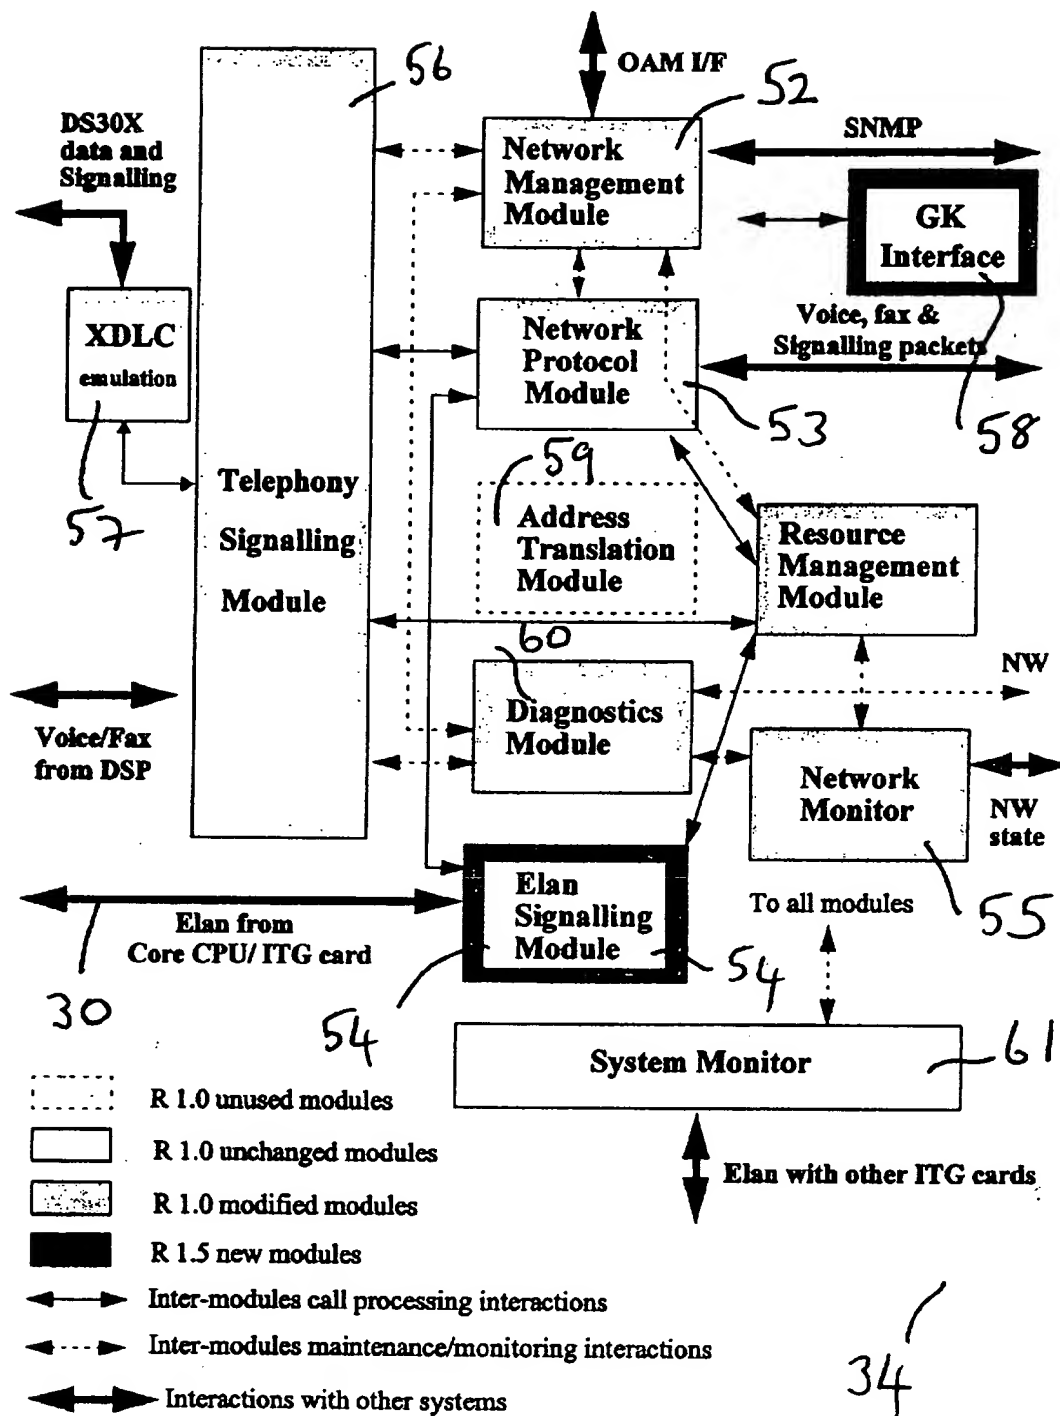 OAM I/F
56
52
DS30X
data and
Signalling
Network
Management
Module
SNMP
GK
Interface
XDLC
emulation
Network
Protocol
Module
Voice, fax &
Signalling packets
53
58
57
59
Telephony
Signalling
Module
Address
Translation
Module
Resource
Management
Module
60
NW
Voice/Fax
from DSP
Diagnostics
Module
Network
Monitor
NW
state
Elan
Signalling
Module
To all modules
55
Elan from
Core CPU/ ITG card
54
54
30
System Monitor
61
Elan with other ITG cards
R 1.0 unused modules
R 1.0 unchanged modules
R 1.0 modified modules
R 1.5 new modules
Inter-modules call processing interactions
Inter-modules maintenance/monitoring interactions
Interactions with other systems
34